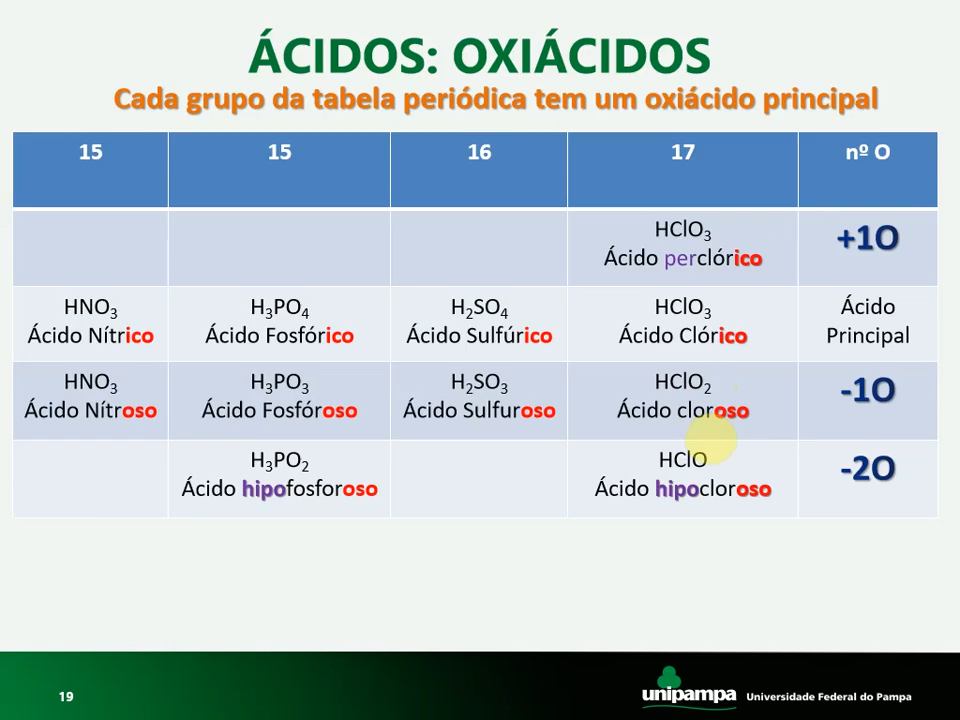 ÁCIDOS: OXIÁCIDOS
Cada grupo da tabela periódica tem um oxiácido principal
15 15 16 17 nº O
HClO₃
Ácido perclórico
+1O
HNO₃
Ácido Nítrico
H₃PO₄
Ácido Fosfórico
H₂SO₄
Ácido Sulfúrico
HClO₃
Ácido Clórico
Ácido
Principal
HNO₃
Ácido Nítroso
H₃PO₃
Ácido Fosfóroso
H₂SO₃
Ácido Sulfuroso
HClO₂
Ácido cloroso
-1O
H₃PO₂
Ácido hipofosforoso
HClO
Ácido hipocloroso
-2O
19
unipampa
Universidade Federal do Pampa